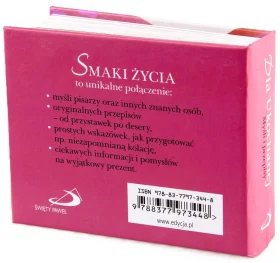 SMAKI ŻYCIA
to unikalne połączenie:
• myśli pisarzy oraz innych znanych osób,
• oryginalnych przepisów
– od przystawek po desery,
• prostych wskazówek, jak przygotować
np. niezapomnianą kolację,
• ciekawych informacji i pomysłów
na wyjątkowy prezent.
ŚWIĘTY PAWEŁ
ISBN 978-83-7797-344-8
9 788377 973448 >
www.edycja.pl